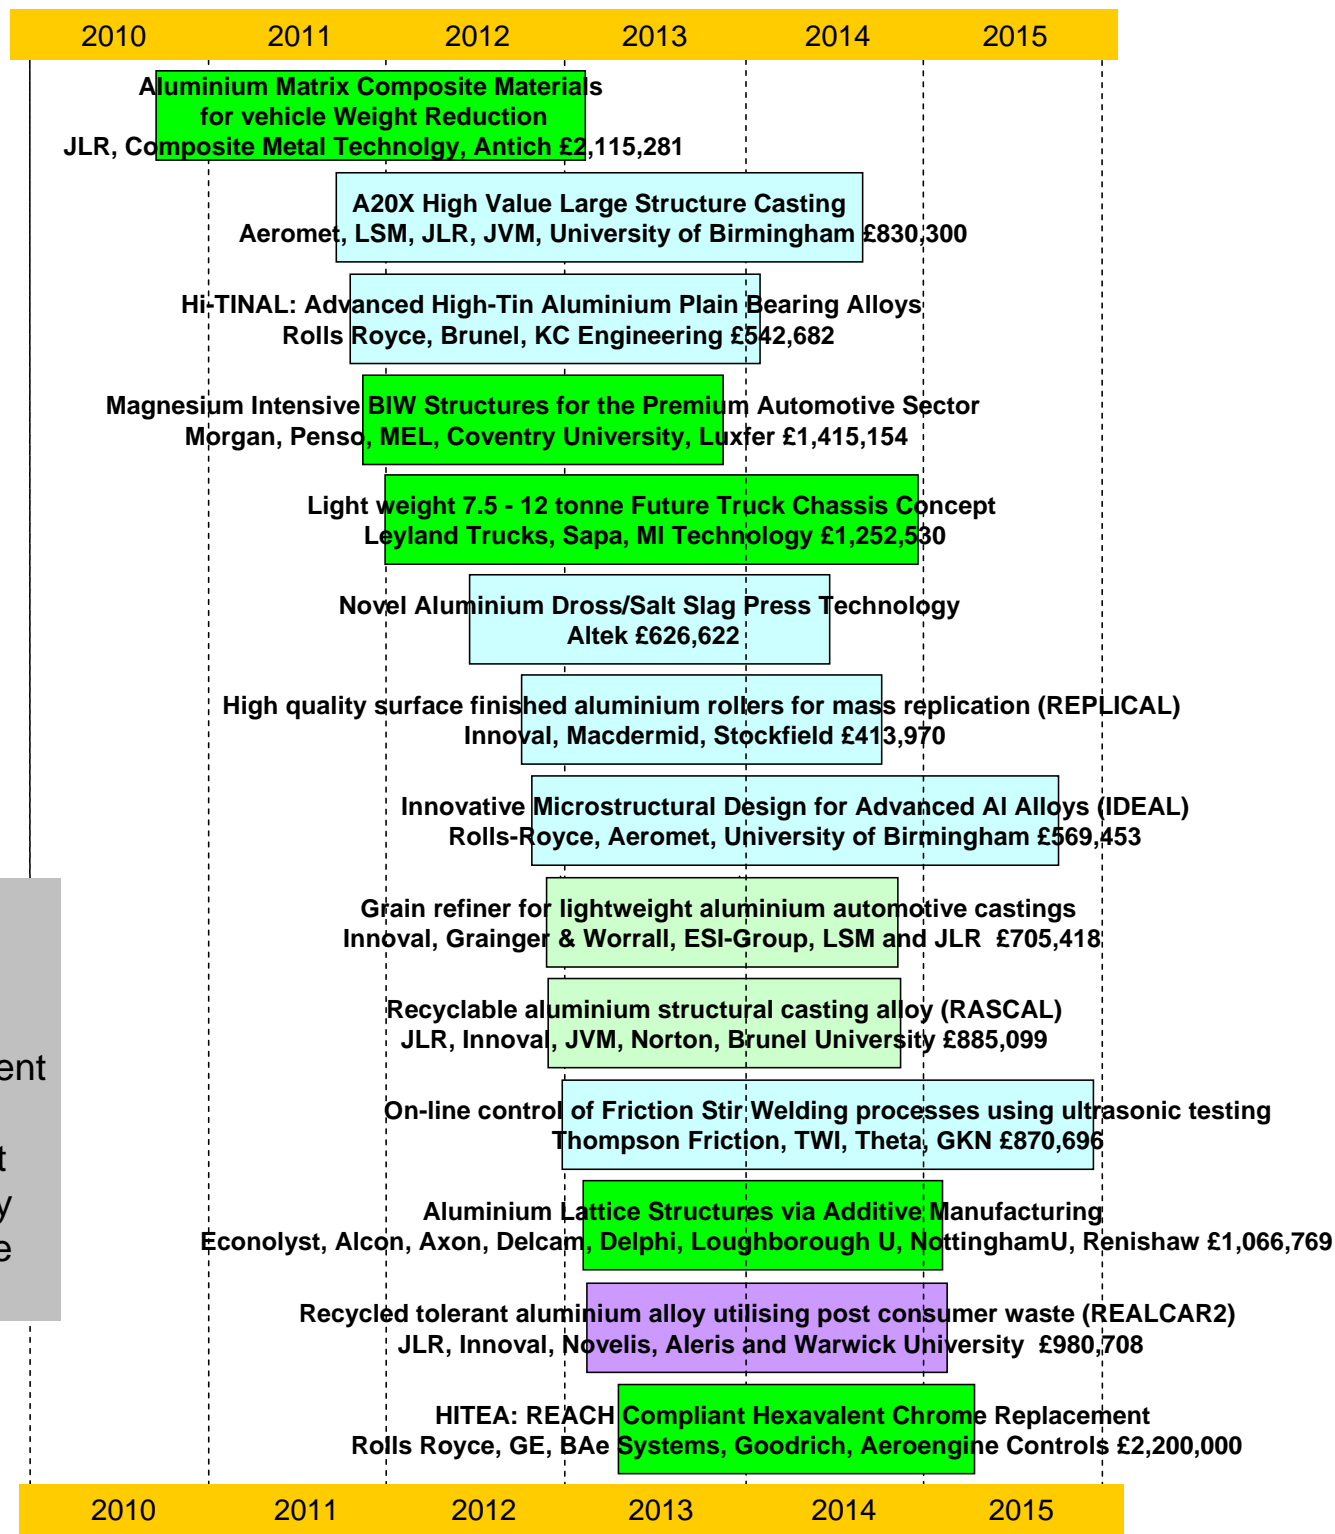 2010 2011 2012 2013 2014 2015
Aluminium Matrix Composite Materials
for vehicle Weight Reduction
JLR, Composite Metal Technolgy, Antich £2,115,281
A20X High Value Large Structure Casting
Aeromet, LSM, JLR, JVM, University of Birmingham £830,300
Hi-TINAL: Advanced High-Tin Aluminium Plain Bearing Alloys
Rolls Royce, Brunel, KC Engineering £542,682
Magnesium Intensive BIW Structures for the Premium Automotive Sector
Morgan, Penso, MEL, Coventry University, Luxfer £1,415,154
Light weight 7.5 - 12 tonne Future Truck Chassis Concept
Leyland Trucks, Sapa, MI Technology £1,252,530
Novel Aluminium Dross/Salt Slag Press Technology
Altek £626,622
High quality surface finished aluminium rollers for mass replication (REPLICAL)
Innoval, Macdermid, Stockfield £413,970
Innovative Microstructural Design for Advanced Al Alloys (IDEAL)
Rolls-Royce, Aeromet, University of Birmingham £569,453
Grain refiner for lightweight aluminium automotive castings
Innoval, Grainger & Worrall, ESI-Group, LSM and JLR £705,418
Recyclable aluminium structural casting alloy (RASCAL)
JLR, Innoval, JVM, Norton, Brunel University £885,099
ent
On-line control of Friction Stir Welding processes using ultrasonic testing
Thompson Friction, TWI, Theta, GKN £870,696
t
y
e
Aluminium Lattice Structures via Additive Manufacturing
Econolyst, Alcon, Axon, Delcam, Delphi, Loughborough U, NottinghamU, Renishaw £1,066,769
Recycled tolerant aluminium alloy utilising post consumer waste (REALCAR2)
JLR, Innoval, Novelis, Aleris and Warwick University £980,708
HITEA: REACH Compliant Hexavalent Chrome Replacement
Rolls Royce, GE, BAe Systems, Goodrich, Aeroengine Controls £2,200,000
2010 2011 2012 2013 2014 2015